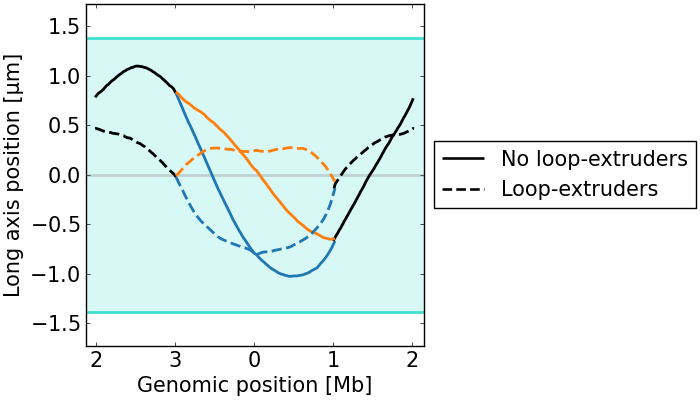 1.5
1.0
0.5
0.0
−0.5
−1.0
−1.5
Long axis position [μm]
2 3 0 1 2
Genomic position [Mb]
No loop-extruders
Loop-extruders